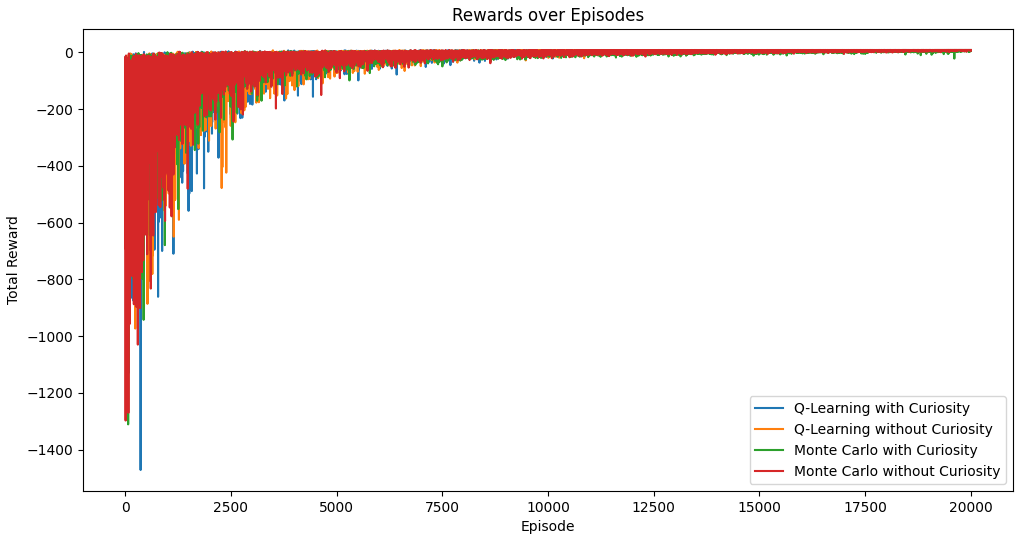 Rewards over Episodes
Total Reward
0
−200
−400
−600
−800
−1000
−1200
−1400
Q-Learning with Curiosity
Q-Learning without Curiosity
Monte Carlo with Curiosity
Monte Carlo without Curiosity
0 2500 5000 7500 10000 12500 15000 17500 20000
Episode